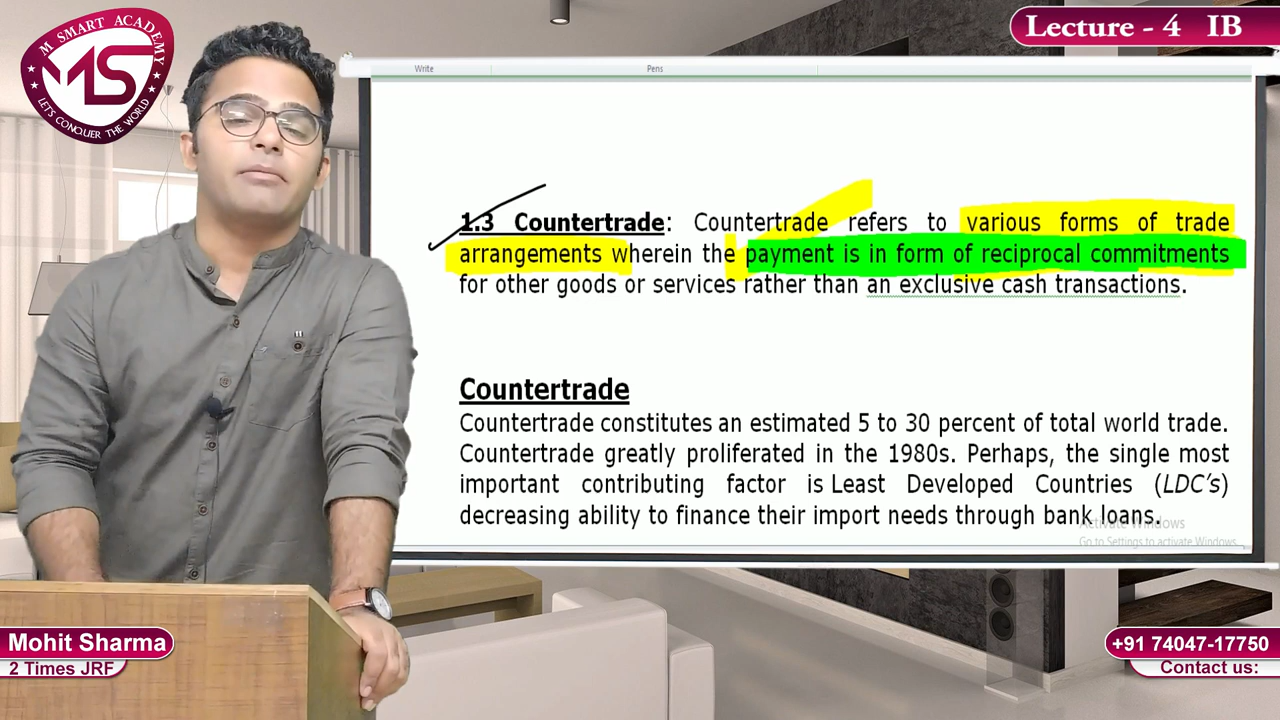 M SMART ACADEMY
MS
LET'S CONQUER THE WORLD
Lecture - 4 IB
Write
Pens
1.3 Countertrade: Countertrade refers to various forms of trade
arrangements wherein the payment is in form of reciprocal commitments
for other goods or services rather than an exclusive cash transactions.
Countertrade
Countertrade constitutes an estimated 5 to 30 percent of total world trade.
Countertrade greatly proliferated in the 1980s. Perhaps, the single most
important contributing factor is Least Developed Countries (LDC's)
decreasing ability to finance their import needs through bank loans.
Activate Windows
Go to Settings to activate Windows.
Mohit Sharma
2 Times JRF
+91 74047-17750
Contact us: